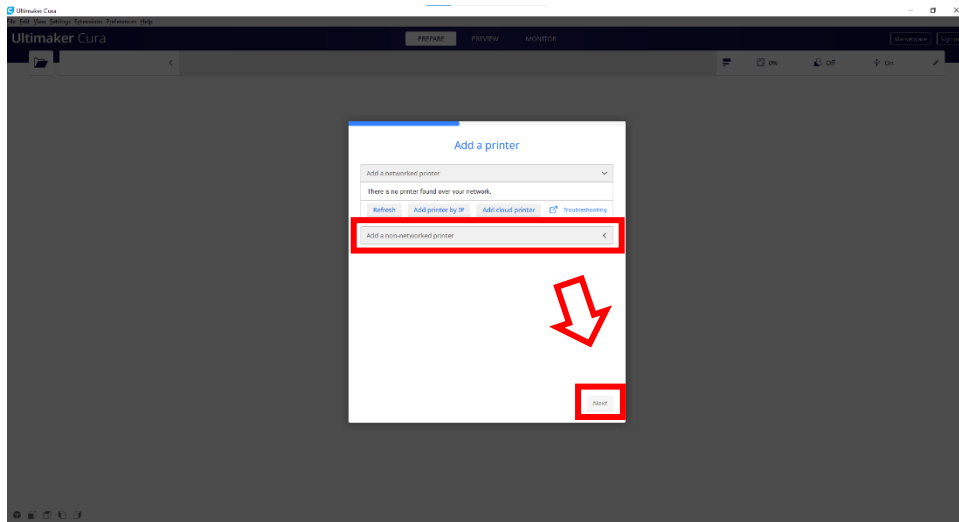 Ultimaker Cura
File Edit View Settings Extensions Preferences Help
Ultimaker Cura
PREPARE PREVIEW MONITOR Marketplace Sign in
0% Off On
Add a printer
Add a networked printer
There is no printer found over your network.
Refresh Add printer by IP Add cloud printer Troubleshooting
Add a non-networked printer
Next